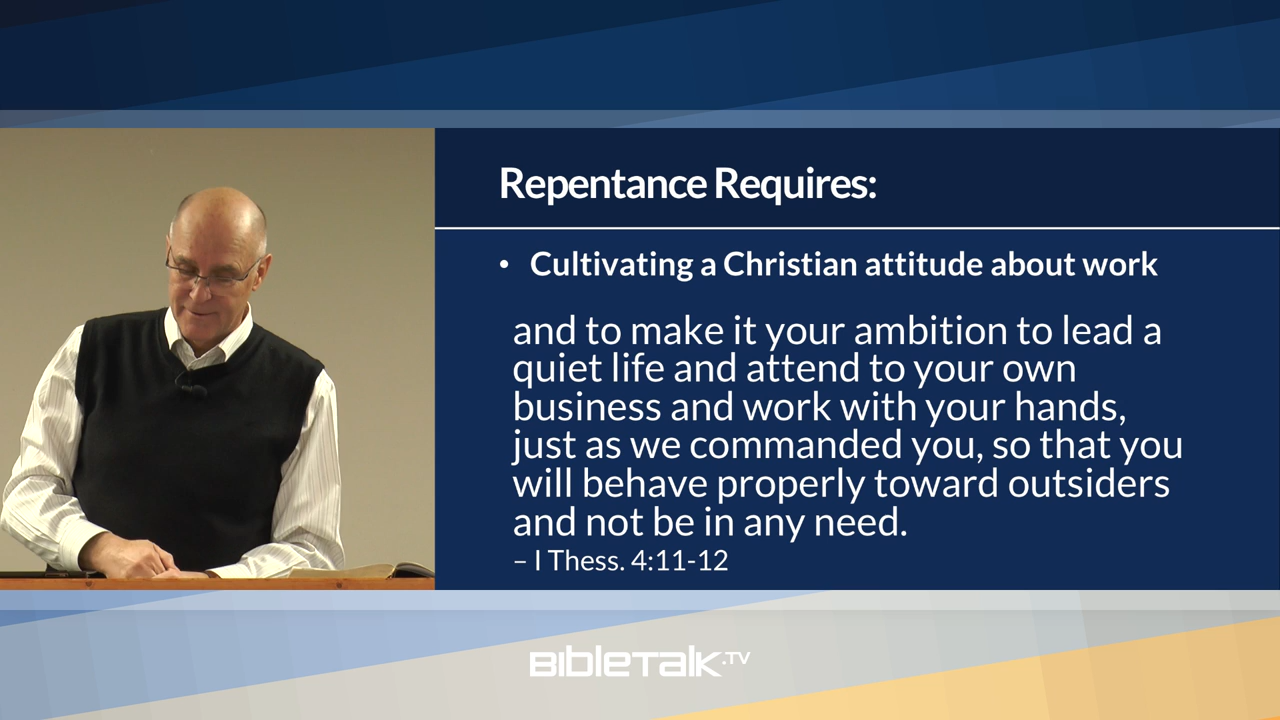 Repentance Requires:
• Cultivating a Christian attitude about work
and to make it your ambition to lead a
quiet life and attend to your own
business and work with your hands,
just as we commanded you, so that you
will behave properly toward outsiders
and not be in any need.
– I Thess. 4:11-12
BibleTalk.TV